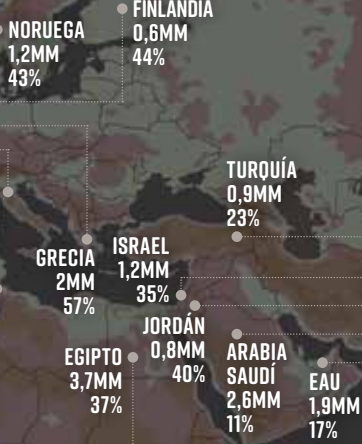 FINLANDIA
0,6MM
44%
NORUEGA
1,2MM
43%
TURQUÍA
0,9MM
23%
GRECIA
2MM
57%
ISRAEL
1,2MM
35%
JORDÁN
0,8MM
40%
EGIPTO
3,7MM
37%
ARABIA
SAUDÍ
2,6MM
11%
EAU
1,9MM
17%